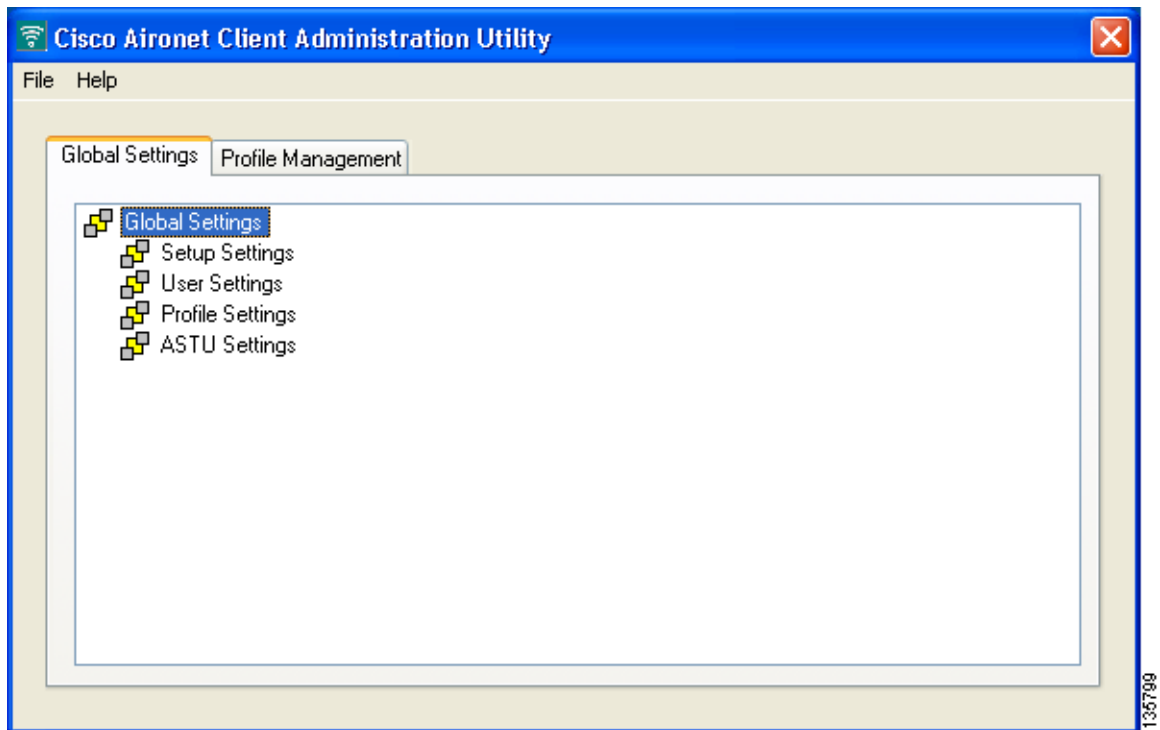 Cisco Aironet Client Administration Utility
File Help
Global Settings Profile Management
Global Settings
Setup Settings
User Settings
Profile Settings
ASTU Settings
135799